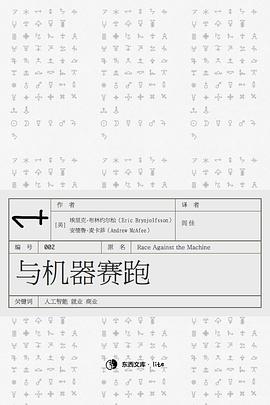 作 者
译 者
[美]
埃里克·布林约尔松 (Eric Brynjolfsson)
安德鲁·麦卡菲 (Andrew McAfee)
闾 佳
编 号
002
原 名
Race Against the Machine
与机器赛跑
关键词
人工智能 就业 商业
东西文库·lite